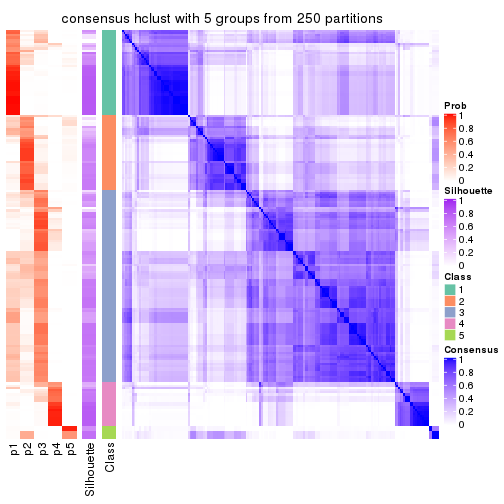 consensus hclust with 5 groups from 250 partitions
Prob
1
0.8
0.6
0.4
0.2
0
Silhouette
1
0.8
0.6
0.4
0.2
0
Class
1
2
3
4
5
Consensus
1
0.8
0.6
0.4
0.2
0
p1
p2
p3
p4
p5
Silhouette
Class